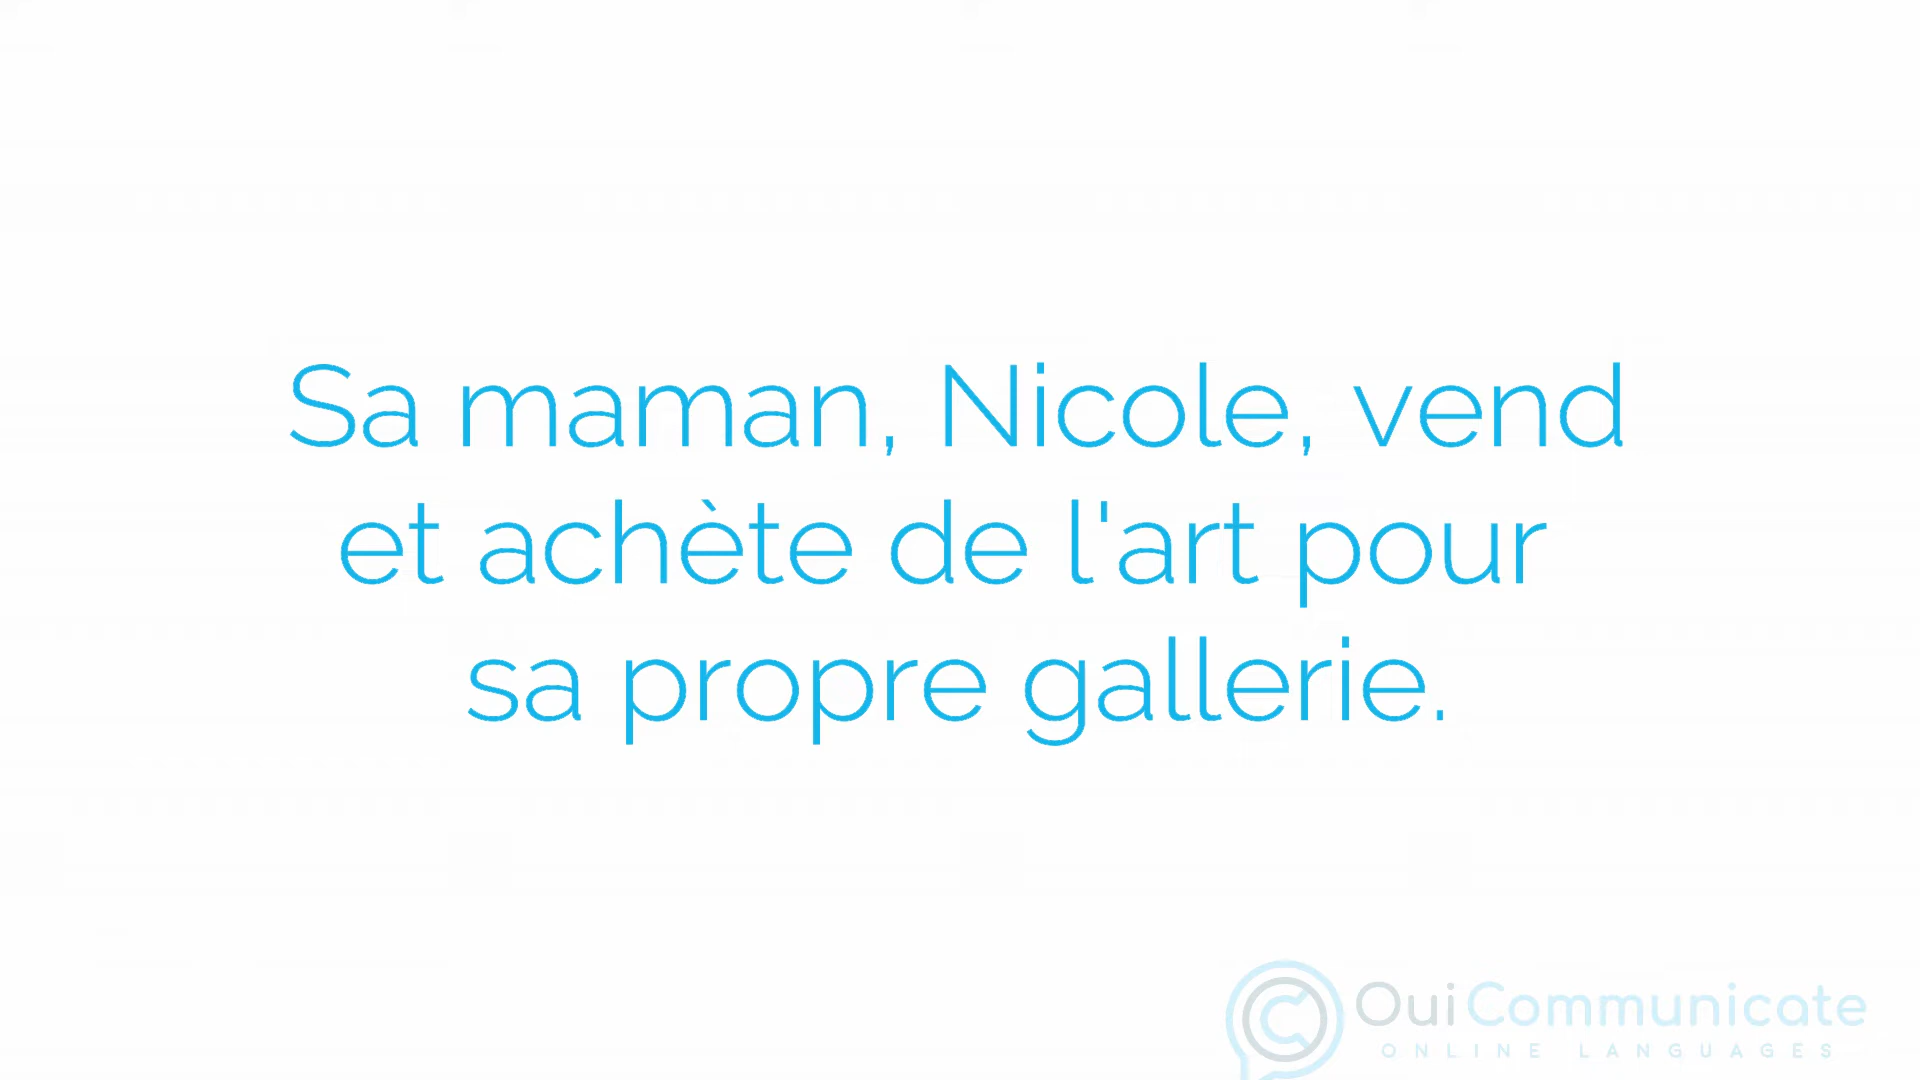 Sa maman, Nicole, vend
et achète de l'art pour
sa propre gallerie.
OuiCommunicate
ONLINE LANGUAGES